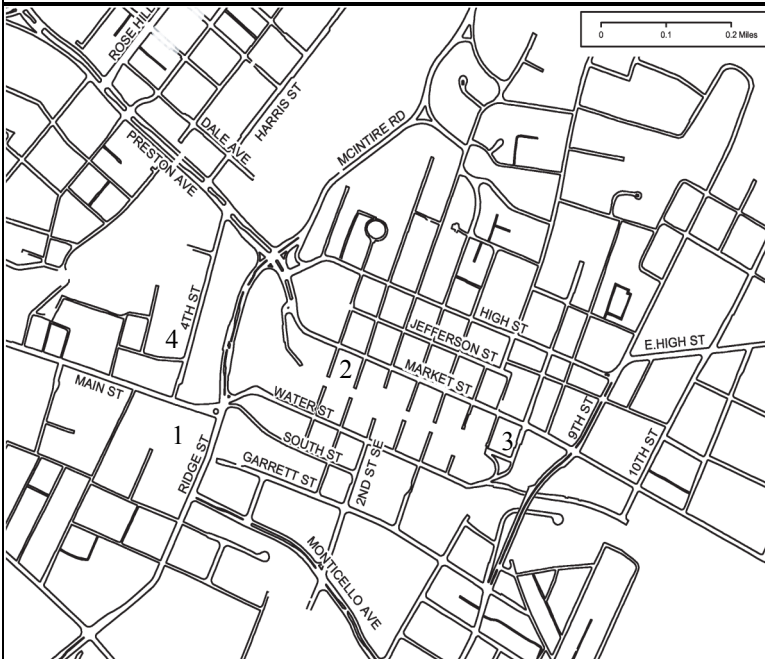 0 0.1 0.2 Miles
ROSE HILL
HARRIS ST
DALE AVE
MCINTIRE RD
PRESTON AVE
4TH ST
4
HIGH ST
JEFFERSON ST
E.HIGH ST
MARKET ST
2
MAIN ST
WATER ST
9TH ST
1
RIDGE ST
SOUTH ST
3
GARRETT ST
2ND ST SE
10TH ST
MONTICELLO AVE